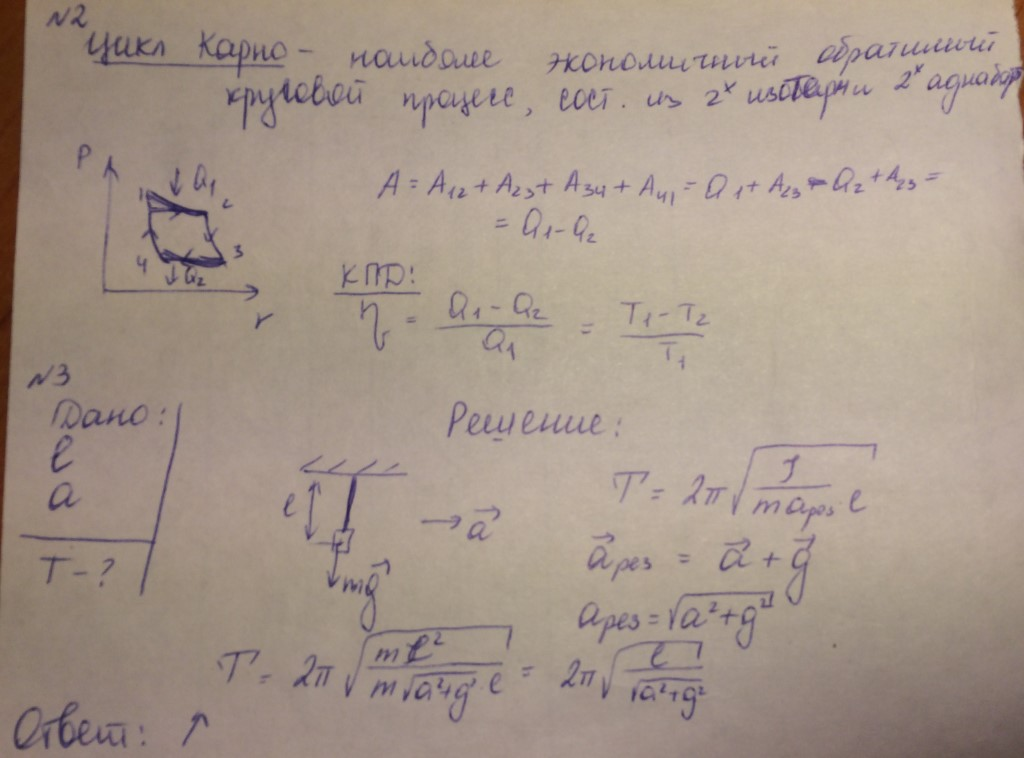 №2
Цикл Карно – наиболее экономичный обратимый
круговой процесс, сост. из 2х изотерм и 2х адиабат
P
1
Q1
2
3
4
Q2
V
A = A12 + A23 + A34 + A41 = Q1 + A23 - Q2 + A23 =
= Q1 - Q2
КПД:
η = (Q1 - Q2)/Q1 = (T1 - T2)/T1
№3
Дано:
l
a
T - ?
Решение:
l
→ a⃗
mg⃗
T = 2π√(J/(m aрез l))
a⃗рез = a⃗ + g⃗
aрез = √(a² + g²)
T = 2π√(ml²/(m√(a²+g²) l)) = 2π√(l/√(a²+g²))
Ответ: ↑